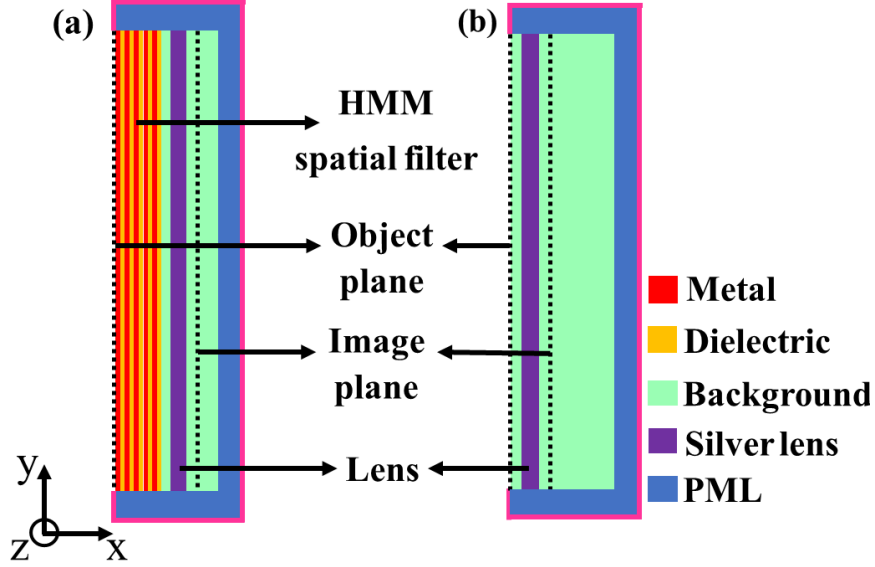 (a)
(b)
HMM
spatial filter
Object
plane
Image
plane
Lens
Metal
Dielectric
Background
Silver lens
PML
y
z
x